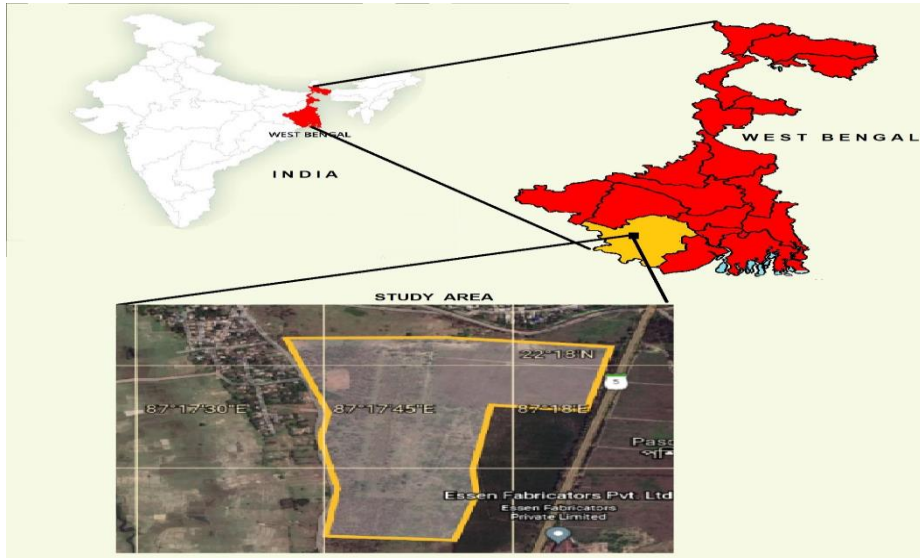 WEST BENGAL
INDIA
WEST BENGAL
STUDY AREA
22°18'N
5
87°17'30"E
87°17'45"E
87°18'E
Essen Fabricators Pvt. Ltd
Essen Fabricators
Private Limited